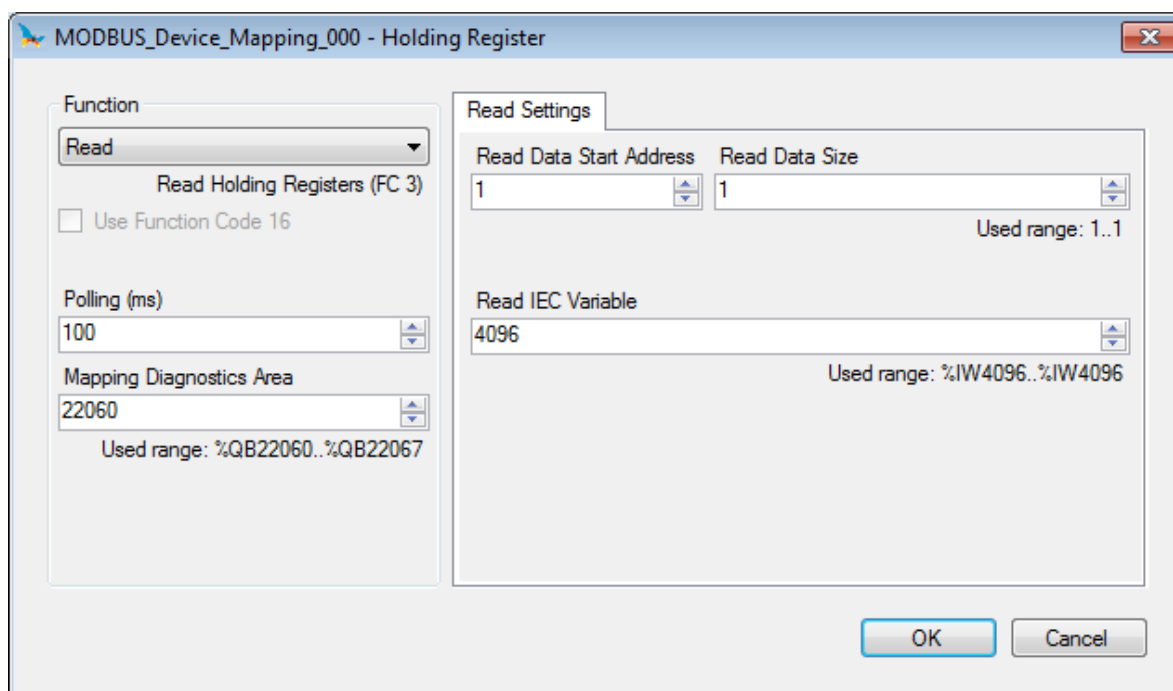 MODBUS_Device_Mapping_000 - Holding Register
Function
Read
Read Holding Registers (FC 3)
Use Function Code 16
Polling (ms)
100
Mapping Diagnostics Area
22060
Used range: %QB22060..%QB22067
Read Settings
Read Data Start Address Read Data Size
1 1
Used range: 1..1
Read IEC Variable
4096
Used range: %IW4096..%IW4096
OK Cancel